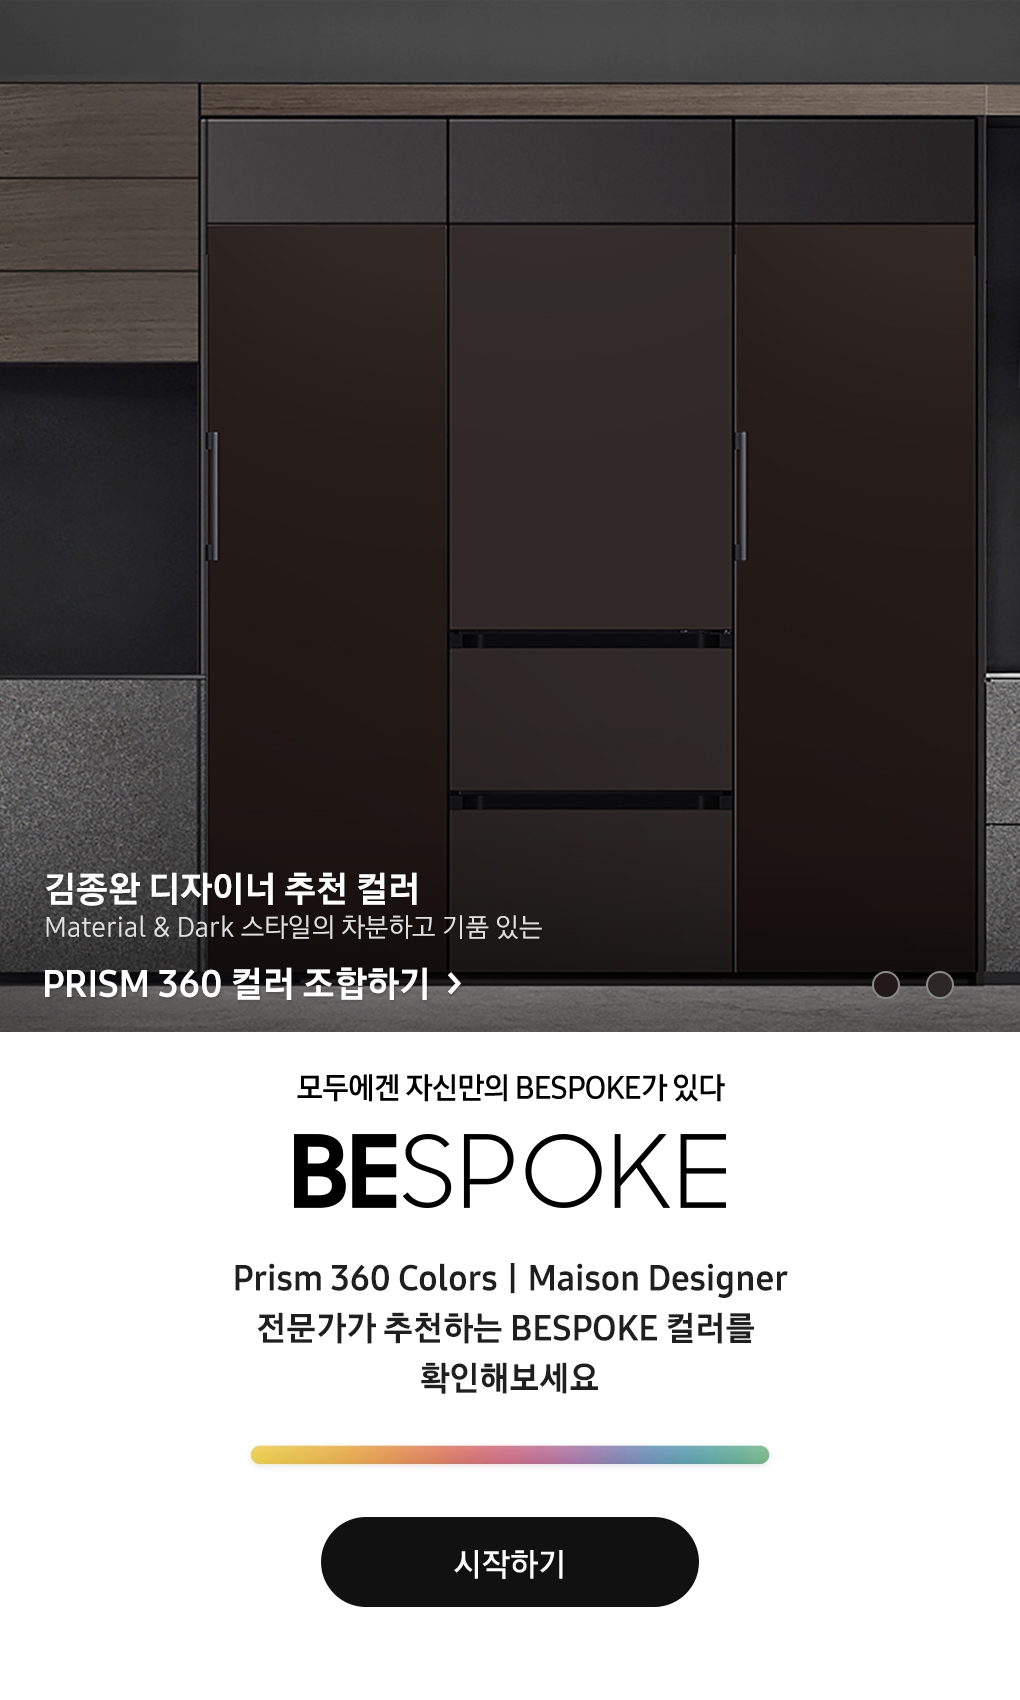 김종완 디자이너 추천 컬러
Material & Dark 스타일의 차분하고 기품 있는
PRISM 360 컬러 조합하기 >
모두에겐 자신만의 BESPOKE가 있다
BESPOKE
Prism 360 Colors | Maison Designer
전문가가 추천하는 BESPOKE 컬러를
확인해보세요
시작하기